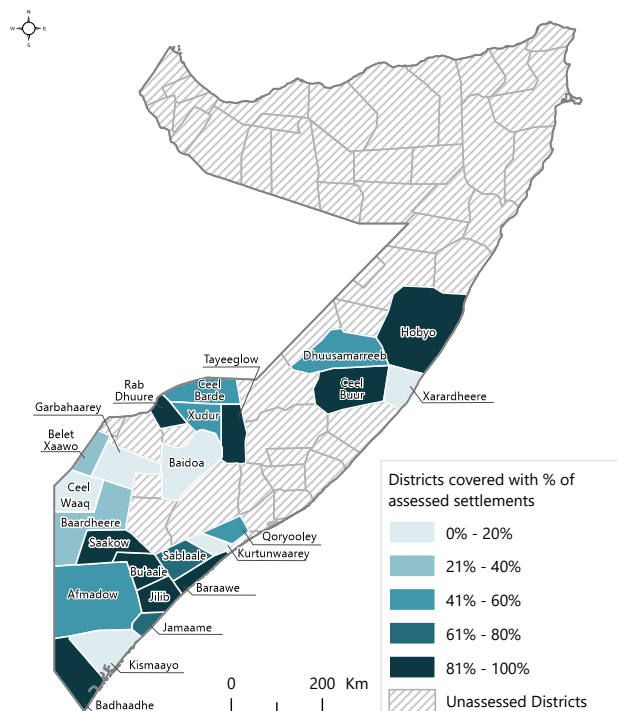 N
W E
S
Hobyo
Dhuusamarreeb
Tayeeglow
Ceel
Buur
Xarardheere
Rab
Dhuure
Ceel
Barde
Garbahaarey
Xudur
Belet
Xaawo
Baidoa
Ceel
Waaq
Baardheere
Saakow
Qoryooley
Sablaale
Kurtunwaarey
Bu'aale
Baraawe
Afmadow
Jilib
Jamaame
Kismaayo
Badhaadhe
0 200 Km
Districts covered with % of
assessed settlements
0% - 20%
21% - 40%
41% - 60%
61% - 80%
81% - 100%
Unassessed Districts